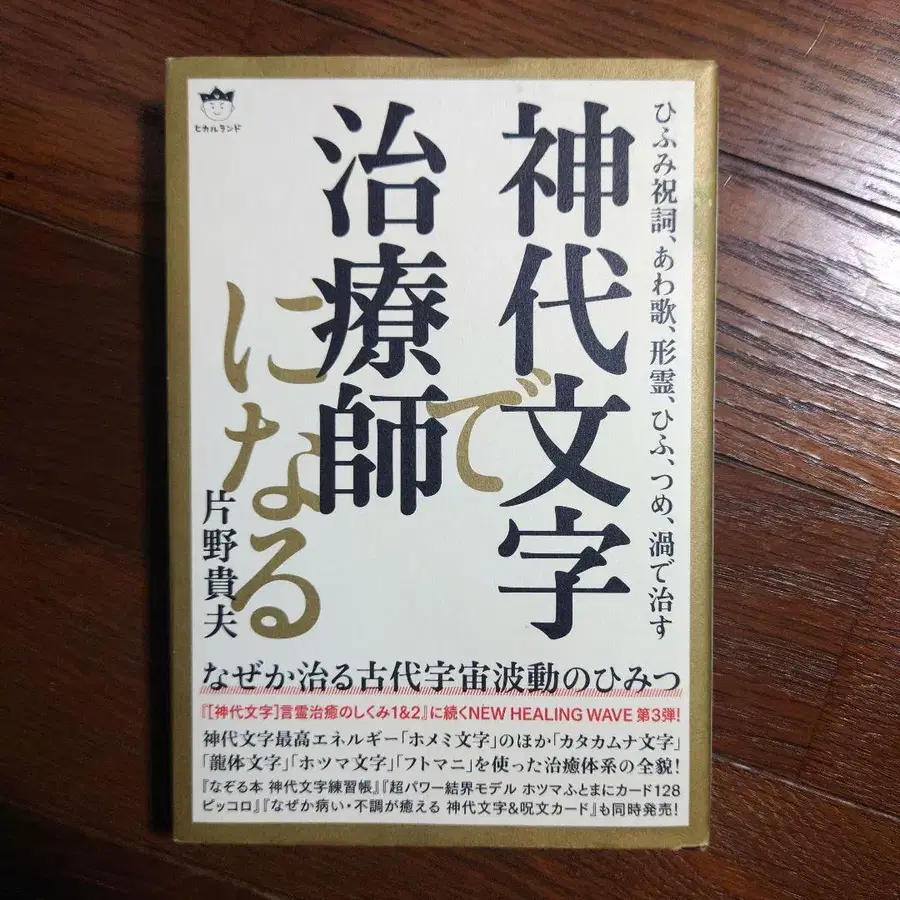 ひふみ祝詞、あわ歌、形霊、ひふ、つめ、渦で治す
神代文字で
治療師
になる
片野貴夫
ヒカルランド
なぜか治る古代宇宙波動のひみつ
『[神代文字]言霊治癒のしくみ1&2』に続くNEW HEALING WAVE 第3弾!
神代文字最高エネルギー「ホメミ文字」のほか「カタカムナ文字」
「龍体文字」「ホツマ文字」「フトマニ」を使った治癒体系の全貌!
『なぞる本 神代文字練習帳』『超パワー結界モデル ホツマふとまにカード128
ピッコロ』『なぜか病い・不調が癒える 神代文字&呪文カード』も同時発売!